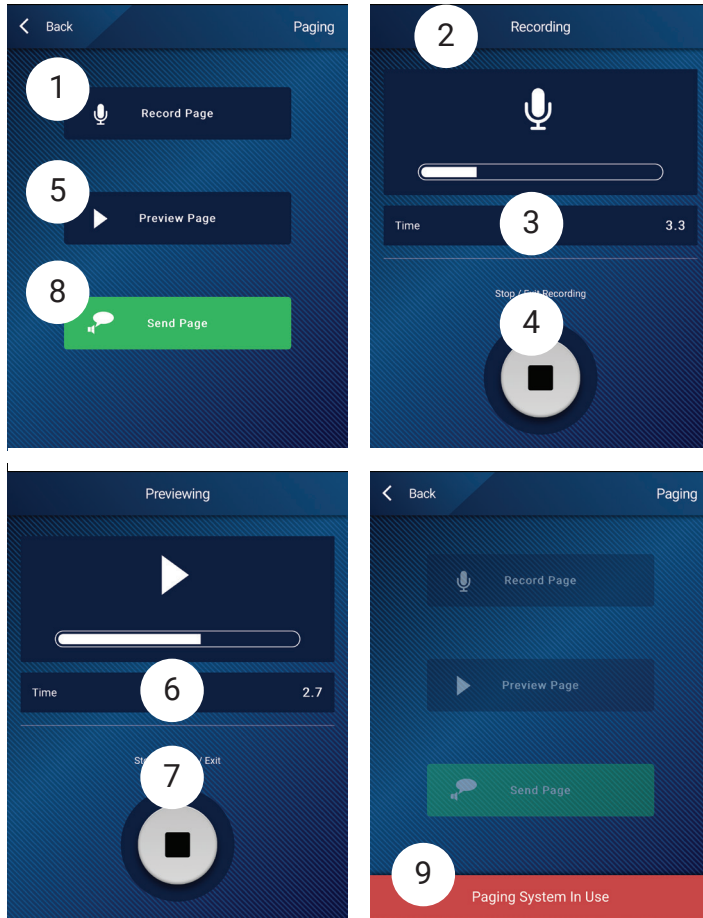 Back Paging
1
Record Page
5
Preview Page
8
Send Page
Recording
2
Time 3.3
3
Stop / Exit Recording
4
Previewing
Time 2.7
6
/ Exit
7
Back Paging
Record Page
Preview Page
Send Page
9
Paging System In Use